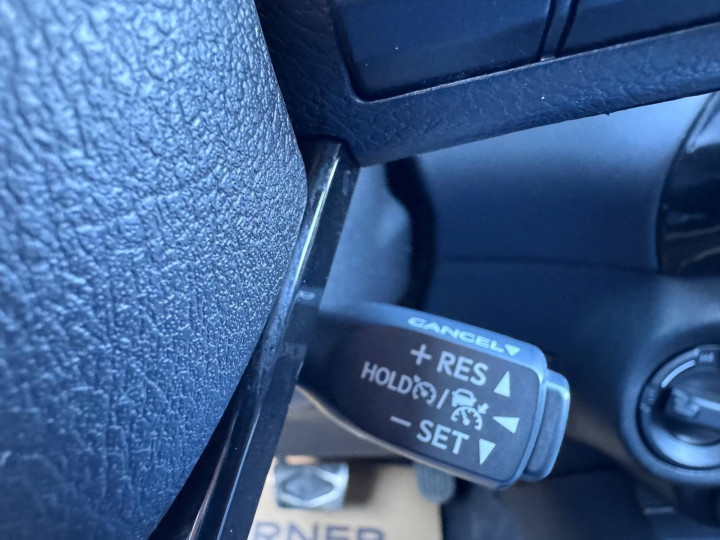 CANCEL
+ RES
HOLD /
− SET
RNER